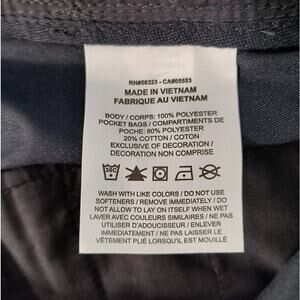 RN#56323 - CA#05553
MADE IN VIETNAM
FABRIQUE AU VIETNAM
BODY / CORPS: 100% POLYESTER
POCKET BAGS / COMPARTIMENTS DE
POCHE: 80% POLYESTER
20% COTTON / COTON
EXCLUSIVE OF DECORATION /
DECORATION NON COMPRISE
30C
WASH WITH LIKE COLORS / DO NOT USE
SOFTENERS / REMOVE IMMEDIATELY / DO
NOT ALLOW TO LAY ON ITSELF WHEN WET
LAVER AVEC COULEURS SIMILAIRES / NE PAS
UTILISER D'ADOUCISSEUR / ENLEVER
IMMEDIATEMENT / NE PAS LAISSER LE
VÊTEMENT PLIÉ LORSQU'IL EST MOUILLÉ